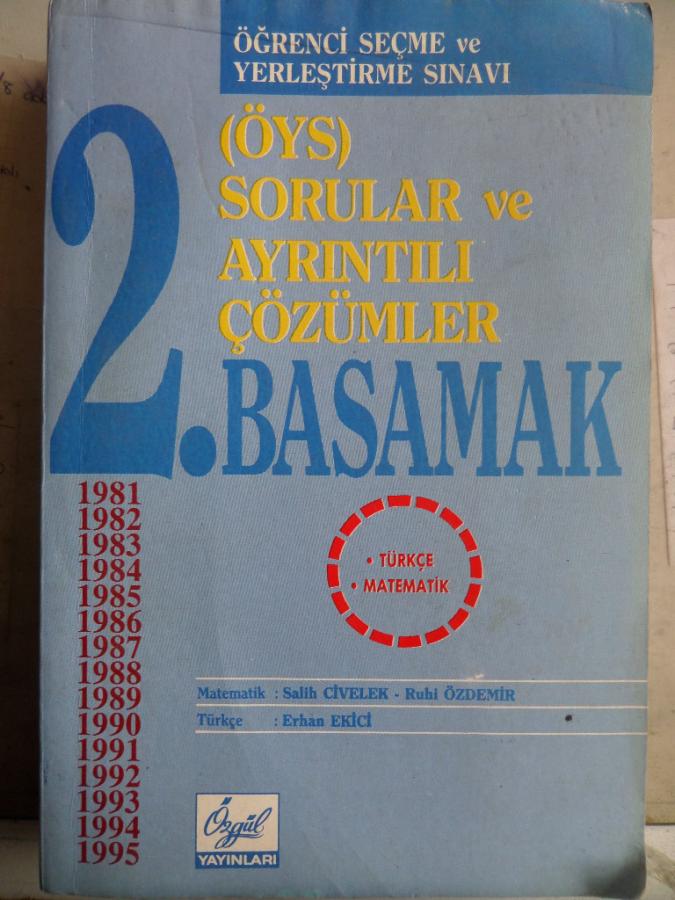 ÖĞRENCİ SEÇME ve
YERLEŞTİRME SINAVI
(ÖYS)
SORULAR ve
AYRINTILI
ÇÖZÜMLER
2.BASAMAK
1981
1982
1983
1984
1985
1986
1987
1988
1989
1990
1991
1992
1993
1994
1995
• TÜRKÇE
• MATEMATİK
Matematik : Salih CİVELEK - Ruhi ÖZDEMİR
Türkçe : Erhan EKİCİ
Özgül
YAYINLARI